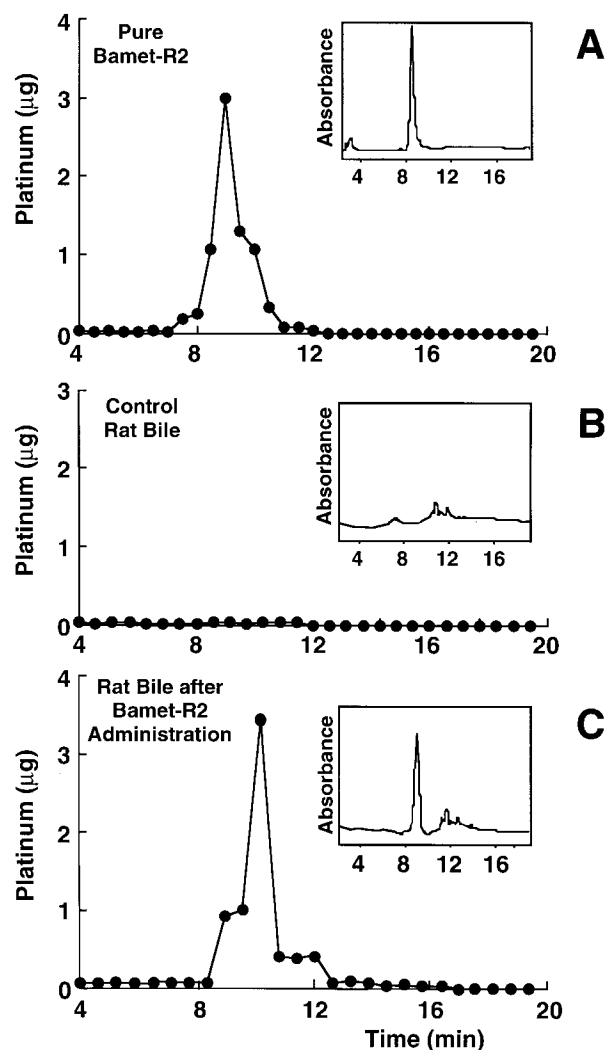 4
3
2
1
0
Platinum (µg)
Pure
Bamet-R2
4
8
12
16
20
Absorbance
4
8
12
16
A
3
2
1
0
Platinum (µg)
Control
Rat Bile
4
8
12
16
20
Absorbance
4
8
12
16
B
4
3
2
1
0
Platinum (µg)
Rat Bile after
Bamet-R2
Administration
4
8
12
16
20
Time (min)
Absorbance
4
8
12
16
C